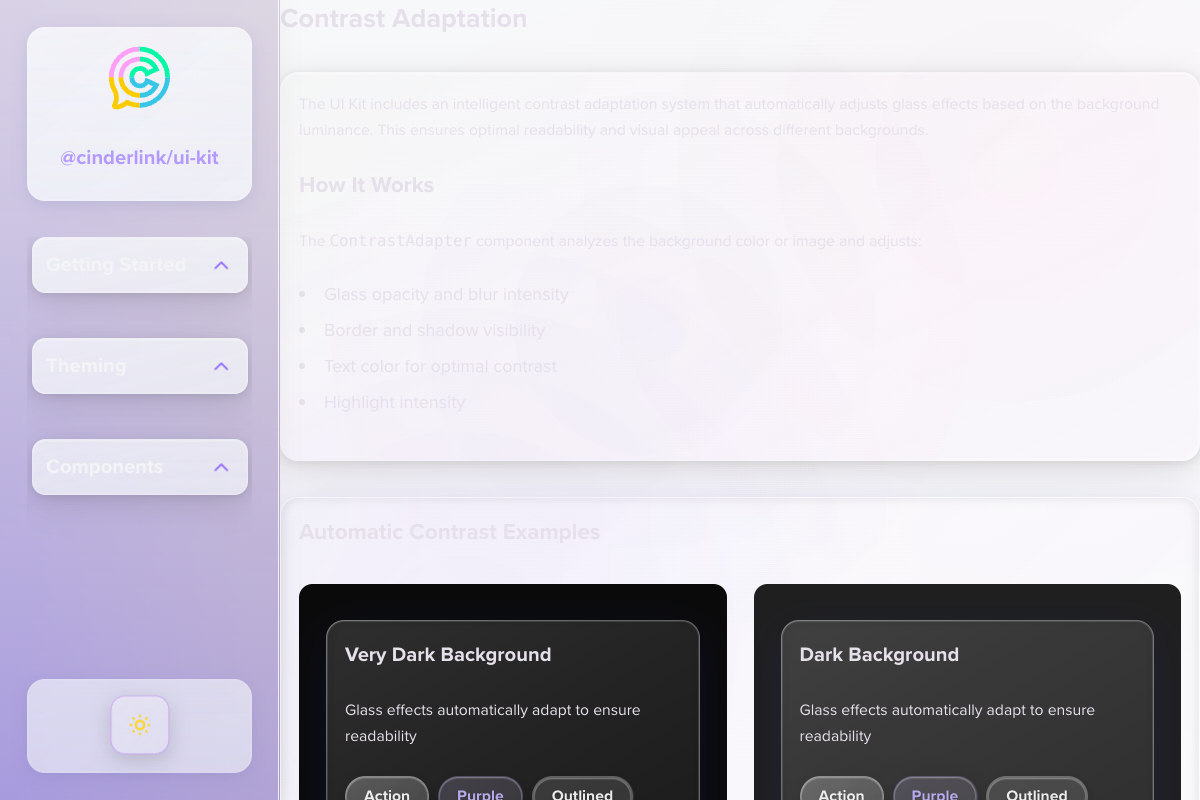 @cinderlink/ui-kit
Getting Started
Theming
Components
Contrast Adaptation
The UI Kit includes an intelligent contrast adaptation system that automatically adjusts glass effects based on the background
luminance. This ensures optimal readability and visual appeal across different backgrounds.
How It Works
The ContrastAdapter component analyzes the background color or image and adjusts:
Glass opacity and blur intensity
Border and shadow visibility
Text color for optimal contrast
Highlight intensity
Automatic Contrast Examples
Very Dark Background
Glass effects automatically adapt to ensure
readability
Action Purple Outlined
Dark Background
Glass effects automatically adapt to ensure
readability
Action Purple Outlined